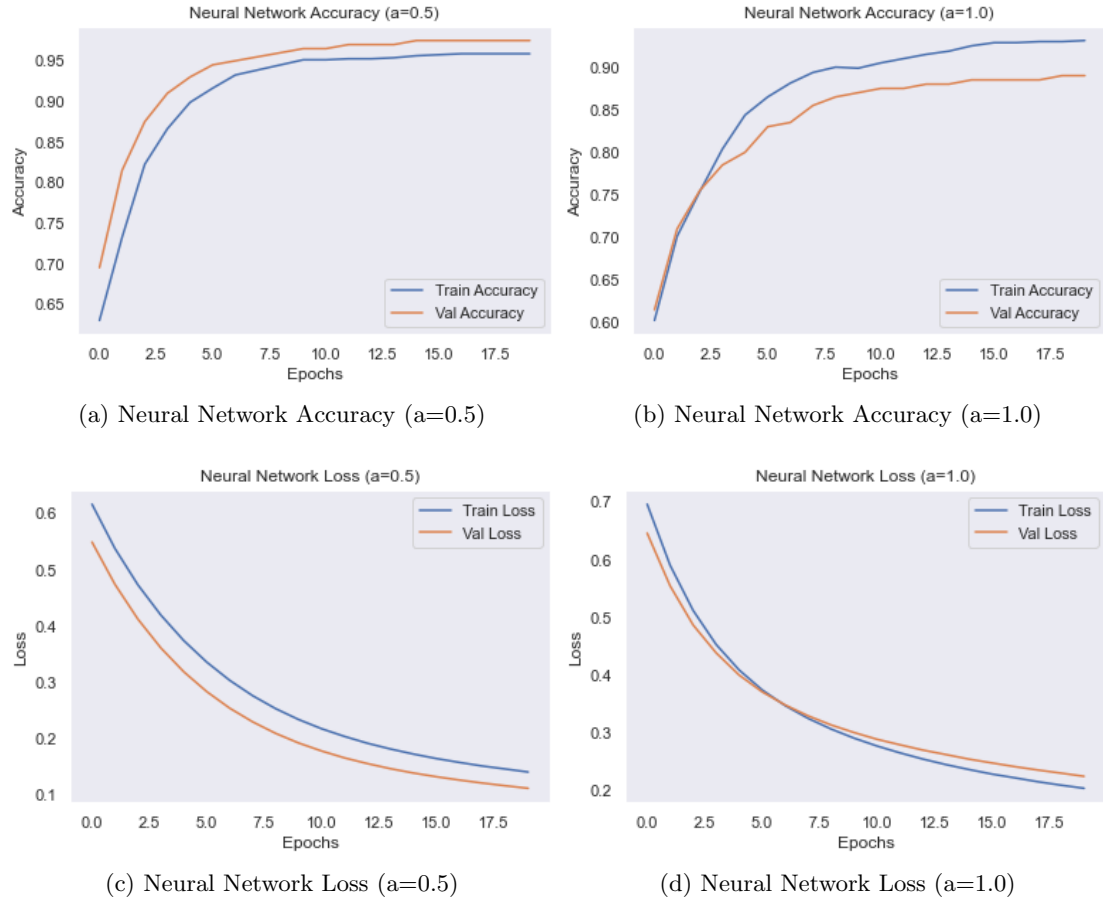 Neural Network Accuracy (a=0.5)
Accuracy
0.95
0.90
0.85
0.80
0.75
0.70
0.65
Train Accuracy
Val Accuracy
0.0 2.5 5.0 7.5 10.0 12.5 15.0 17.5
Epochs
(a) Neural Network Accuracy (a=0.5)
Neural Network Accuracy (a=1.0)
Accuracy
0.90
0.85
0.80
0.75
0.70
0.65
0.60
Train Accuracy
Val Accuracy
0.0 2.5 5.0 7.5 10.0 12.5 15.0 17.5
Epochs
(b) Neural Network Accuracy (a=1.0)
Neural Network Loss (a=0.5)
Loss
0.6
0.5
0.4
0.3
0.2
0.1
Train Loss
Val Loss
0.0 2.5 5.0 7.5 10.0 12.5 15.0 17.5
Epochs
(c) Neural Network Loss (a=0.5)
Neural Network Loss (a=1.0)
Loss
0.7
0.6
0.5
0.4
0.3
0.2
Train Loss
Val Loss
0.0 2.5 5.0 7.5 10.0 12.5 15.0 17.5
Epochs
(d) Neural Network Loss (a=1.0)